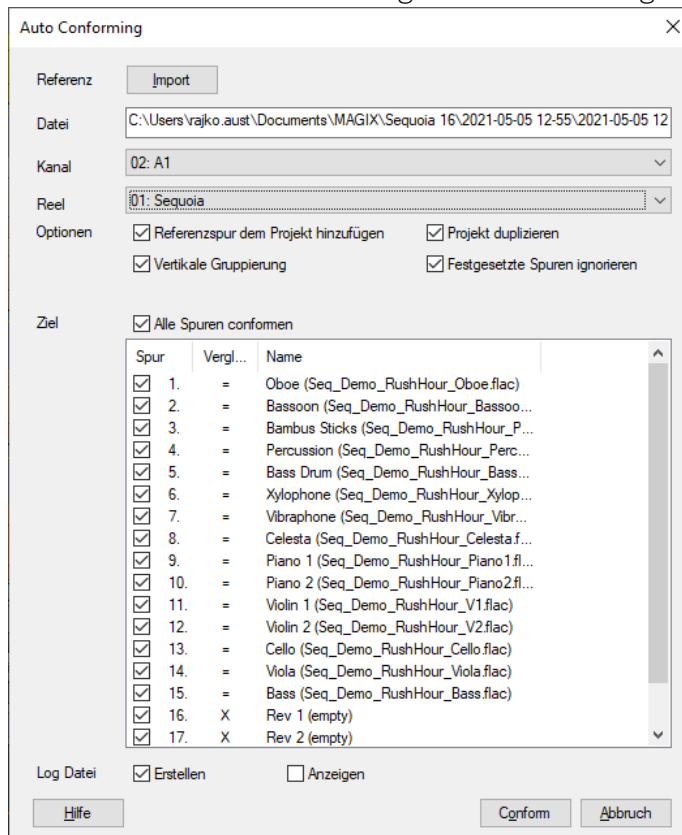 Auto Conforming
Referenz Import
Datei C:\Users\rajko.aust\Documents\MAGIX\Sequoia 16\2021-05-05 12-55\2021-05-05 12
Kanal 02: A1
Reel 01: Sequoia
Optionen Referenzspur dem Projekt hinzufügen Projekt duplizieren
Vertikale Gruppierung Festgesetzte Spuren ignorieren
Ziel Alle Spuren conformen
Spur Vergl... Name
1. = Oboe (Seq_Demo_RushHour_Oboe.flac)
2. = Bassoon (Seq_Demo_RushHour_Bassoo...
3. = Bambus Sticks (Seq_Demo_RushHour_P...
4. = Percussion (Seq_Demo_RushHour_Perc...
5. = Bass Drum (Seq_Demo_RushHour_Bass...
6. = Xylophone (Seq_Demo_RushHour_Xylop...
7. = Vibraphone (Seq_Demo_RushHour_Vibr...
8. = Celesta (Seq_Demo_RushHour_Celesta.f...
9. = Piano 1 (Seq_Demo_RushHour_Piano1.fl...
10. = Piano 2 (Seq_Demo_RushHour_Piano2.fl...
11. = Violin 1 (Seq_Demo_RushHour_V1.flac)
12. = Violin 2 (Seq_Demo_RushHour_V2.flac)
13. = Cello (Seq_Demo_RushHour_Cello.flac)
14. = Viola (Seq_Demo_RushHour_Viola.flac)
15. = Bass (Seq_Demo_RushHour_Bass.flac)
16. X Rev 1 (empty)
17. X Rev 2 (empty)
Log Datei Erstellen Anzeigen
Hilfe Conform Abbruch